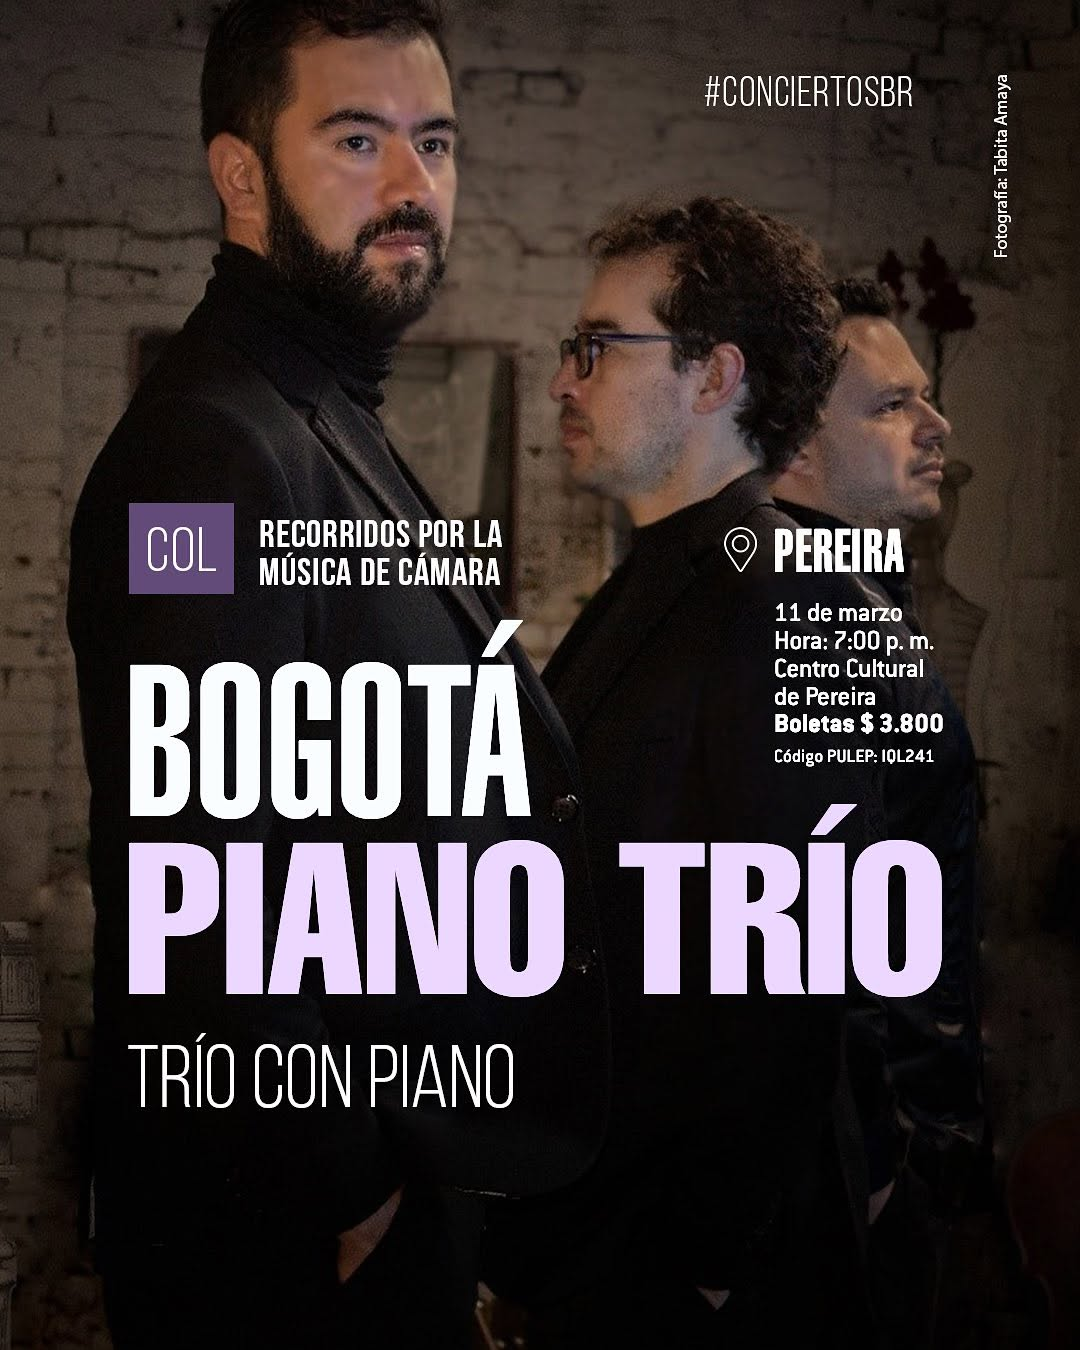 #CONCIERTOSBR
Fotografía: Tabita Amaya
COL
RECORRIDOS POR LA
MÚSICA DE CÁMARA
PEREIRA
11 de marzo
Hora: 7:00 p. m.
Centro Cultural
de Pereira
Boletas $ 3.800
Código PULEP: IQL241
BOGOTÁ
PIANO TRÍO
TRÍO CON PIANO